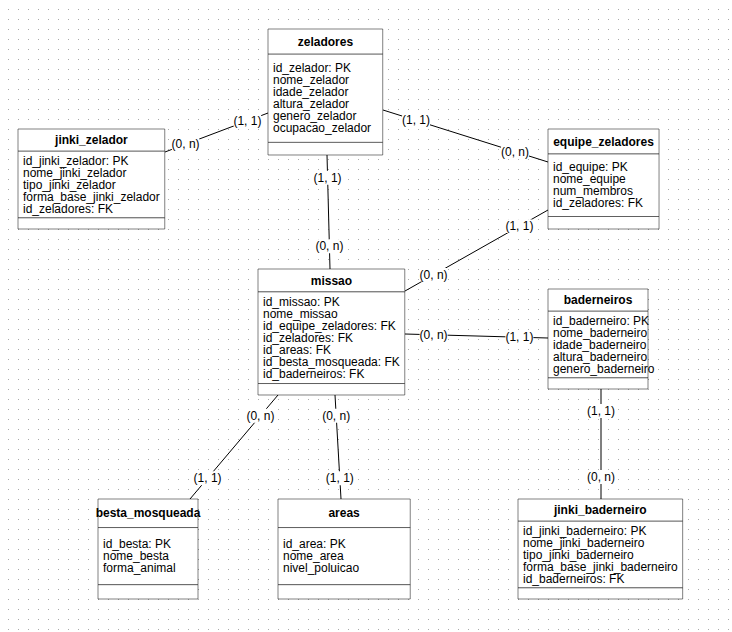 zeladores
id_zelador: PK
nome_zelador
idade_zelador
altura_zelador
genero_zelador
ocupacao_zelador
(1, 1)
(0, n)
jinki_zelador
id_jinki_zelador: PK
nome_jinki_zelador
tipo_jinki_zelador
forma_base_jinki_zelador
id_zeladores: FK
(1, 1)
(0, n)
equipe_zeladores
id_equipe: PK
nome_equipe
num_membros
id_zeladores: FK
(1, 1)
(0, n)
(1, 1)
(0, n)
missao
id_missao: PK
nome_missao
id_equipe_zeladores: FK
id_zeladores: FK
id_areas: FK
id_besta_mosqueada: FK
id_baderneiros: FK
(0, n)
(1, 1)
baderneiros
id_baderneiro: PK
nome_baderneiro
idade_baderneiro
altura_baderneiro
genero_baderneiro
(0, n)
(0, n)
(1, 1)
(1, 1)
(1, 1)
(0, n)
besta_mosqueada
id_besta: PK
nome_besta
forma_animal
areas
id_area: PK
nome_area
nivel_poluicao
jinki_baderneiro
id_jinki_baderneiro: PK
nome_jinki_baderneiro
tipo_jinki_baderneiro
forma_base_jinki_baderneiro
id_baderneiros: FK